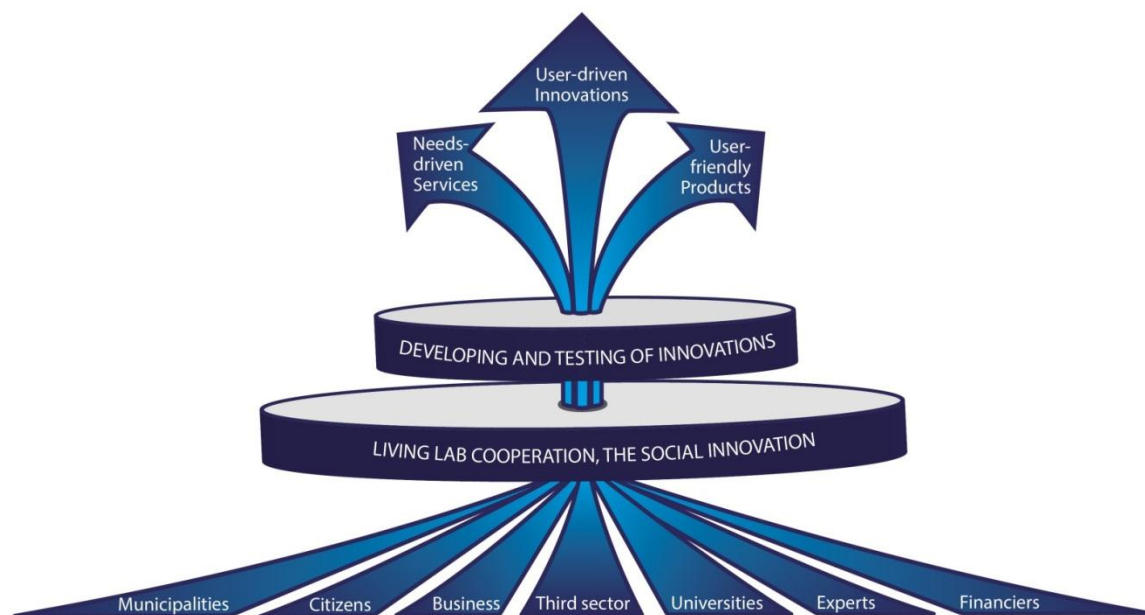 User-driven
Innovations
Needs-
driven
Services
User-
friendly
Products
DEVELOPING AND TESTING OF INNOVATIONS
LIVING LAB COOPERATION, THE SOCIAL INNOVATION
Municipalities
Citizens
Business
Third sector
Universities
Experts
Financiers